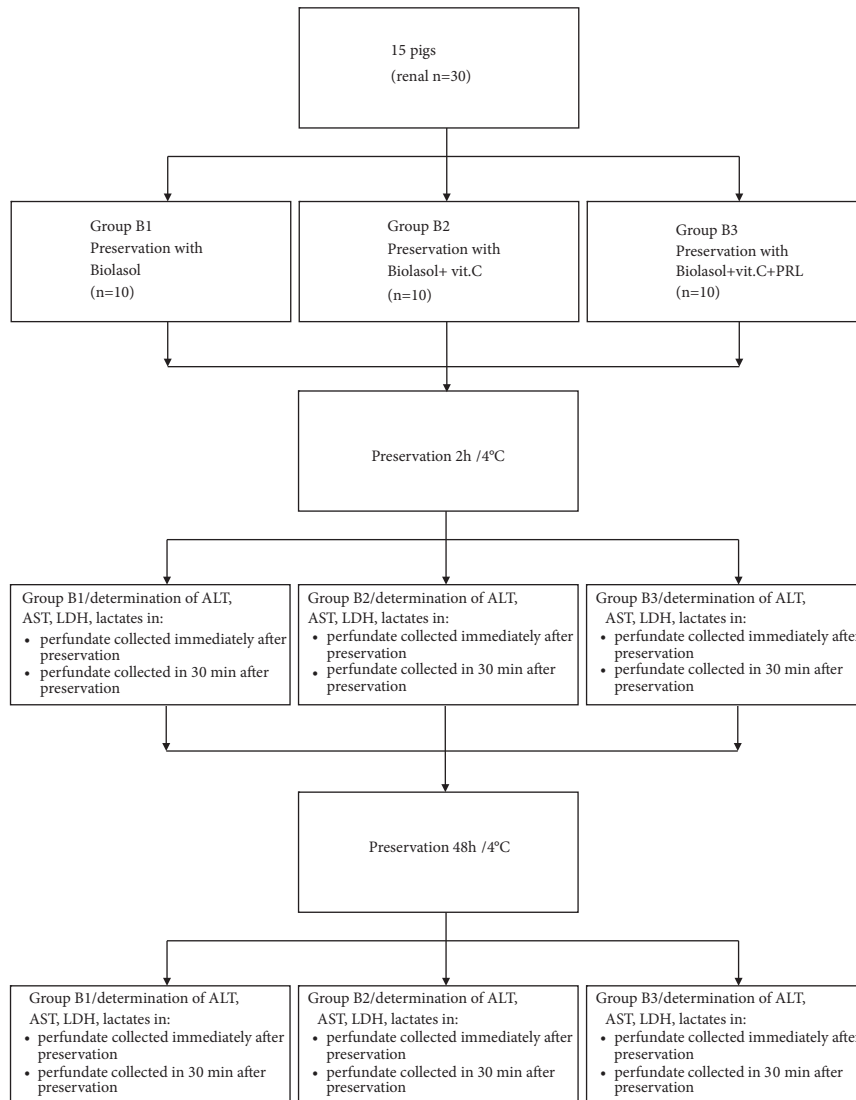 15 pigs
(renal n=30)
Group B1
Preservation with
Biolasol
(n=10)
Group B2
Preservation with
Biolasol+ vit.C
(n=10)
Group B3
Preservation with
Biolasol+vit.C+PRL
(n=10)
Preservation 2h /4°C
Group B1/determination of ALT,
AST, LDH, lactates in:
• perfundate collected immediately after
preservation
• perfundate collected in 30 min after
preservation
Group B2/determination of ALT,
AST, LDH, lactates in:
• perfundate collected immediately after
preservation
• perfundate collected in 30 min after
preservation
Group B3/determination of ALT,
AST, LDH, lactates in:
• perfundate collected immediately after
preservation
• perfundate collected in 30 min after
preservation
Preservation 48h /4°C
Group B1/determination of ALT,
AST, LDH, lactates in:
• perfundate collected immediately after
preservation
• perfundate collected in 30 min after
preservation
Group B2/determination of ALT,
AST, LDH, lactates in:
• perfundate collected immediately after
preservation
• perfundate collected in 30 min after
preservation
Group B3/determination of ALT,
AST, LDH, lactates in:
• perfundate collected immediately after
preservation
• perfundate collected in 30 min after
preservation